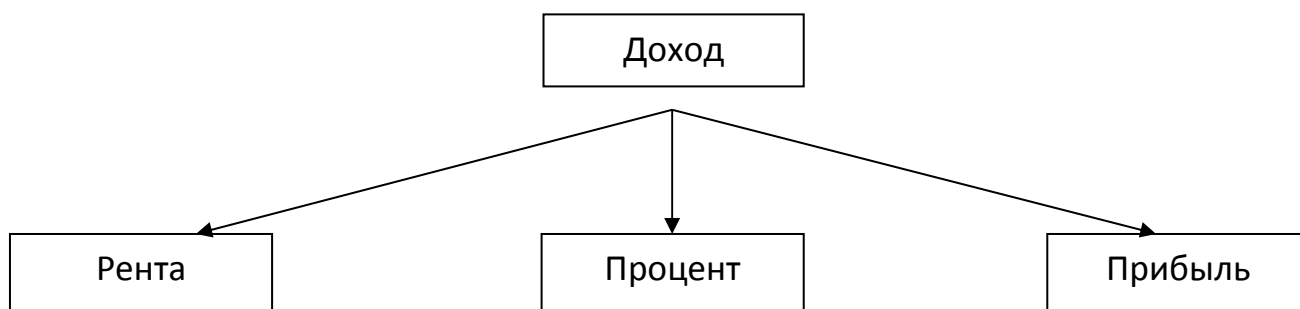 Доход
Рента
Процент
Прибыль